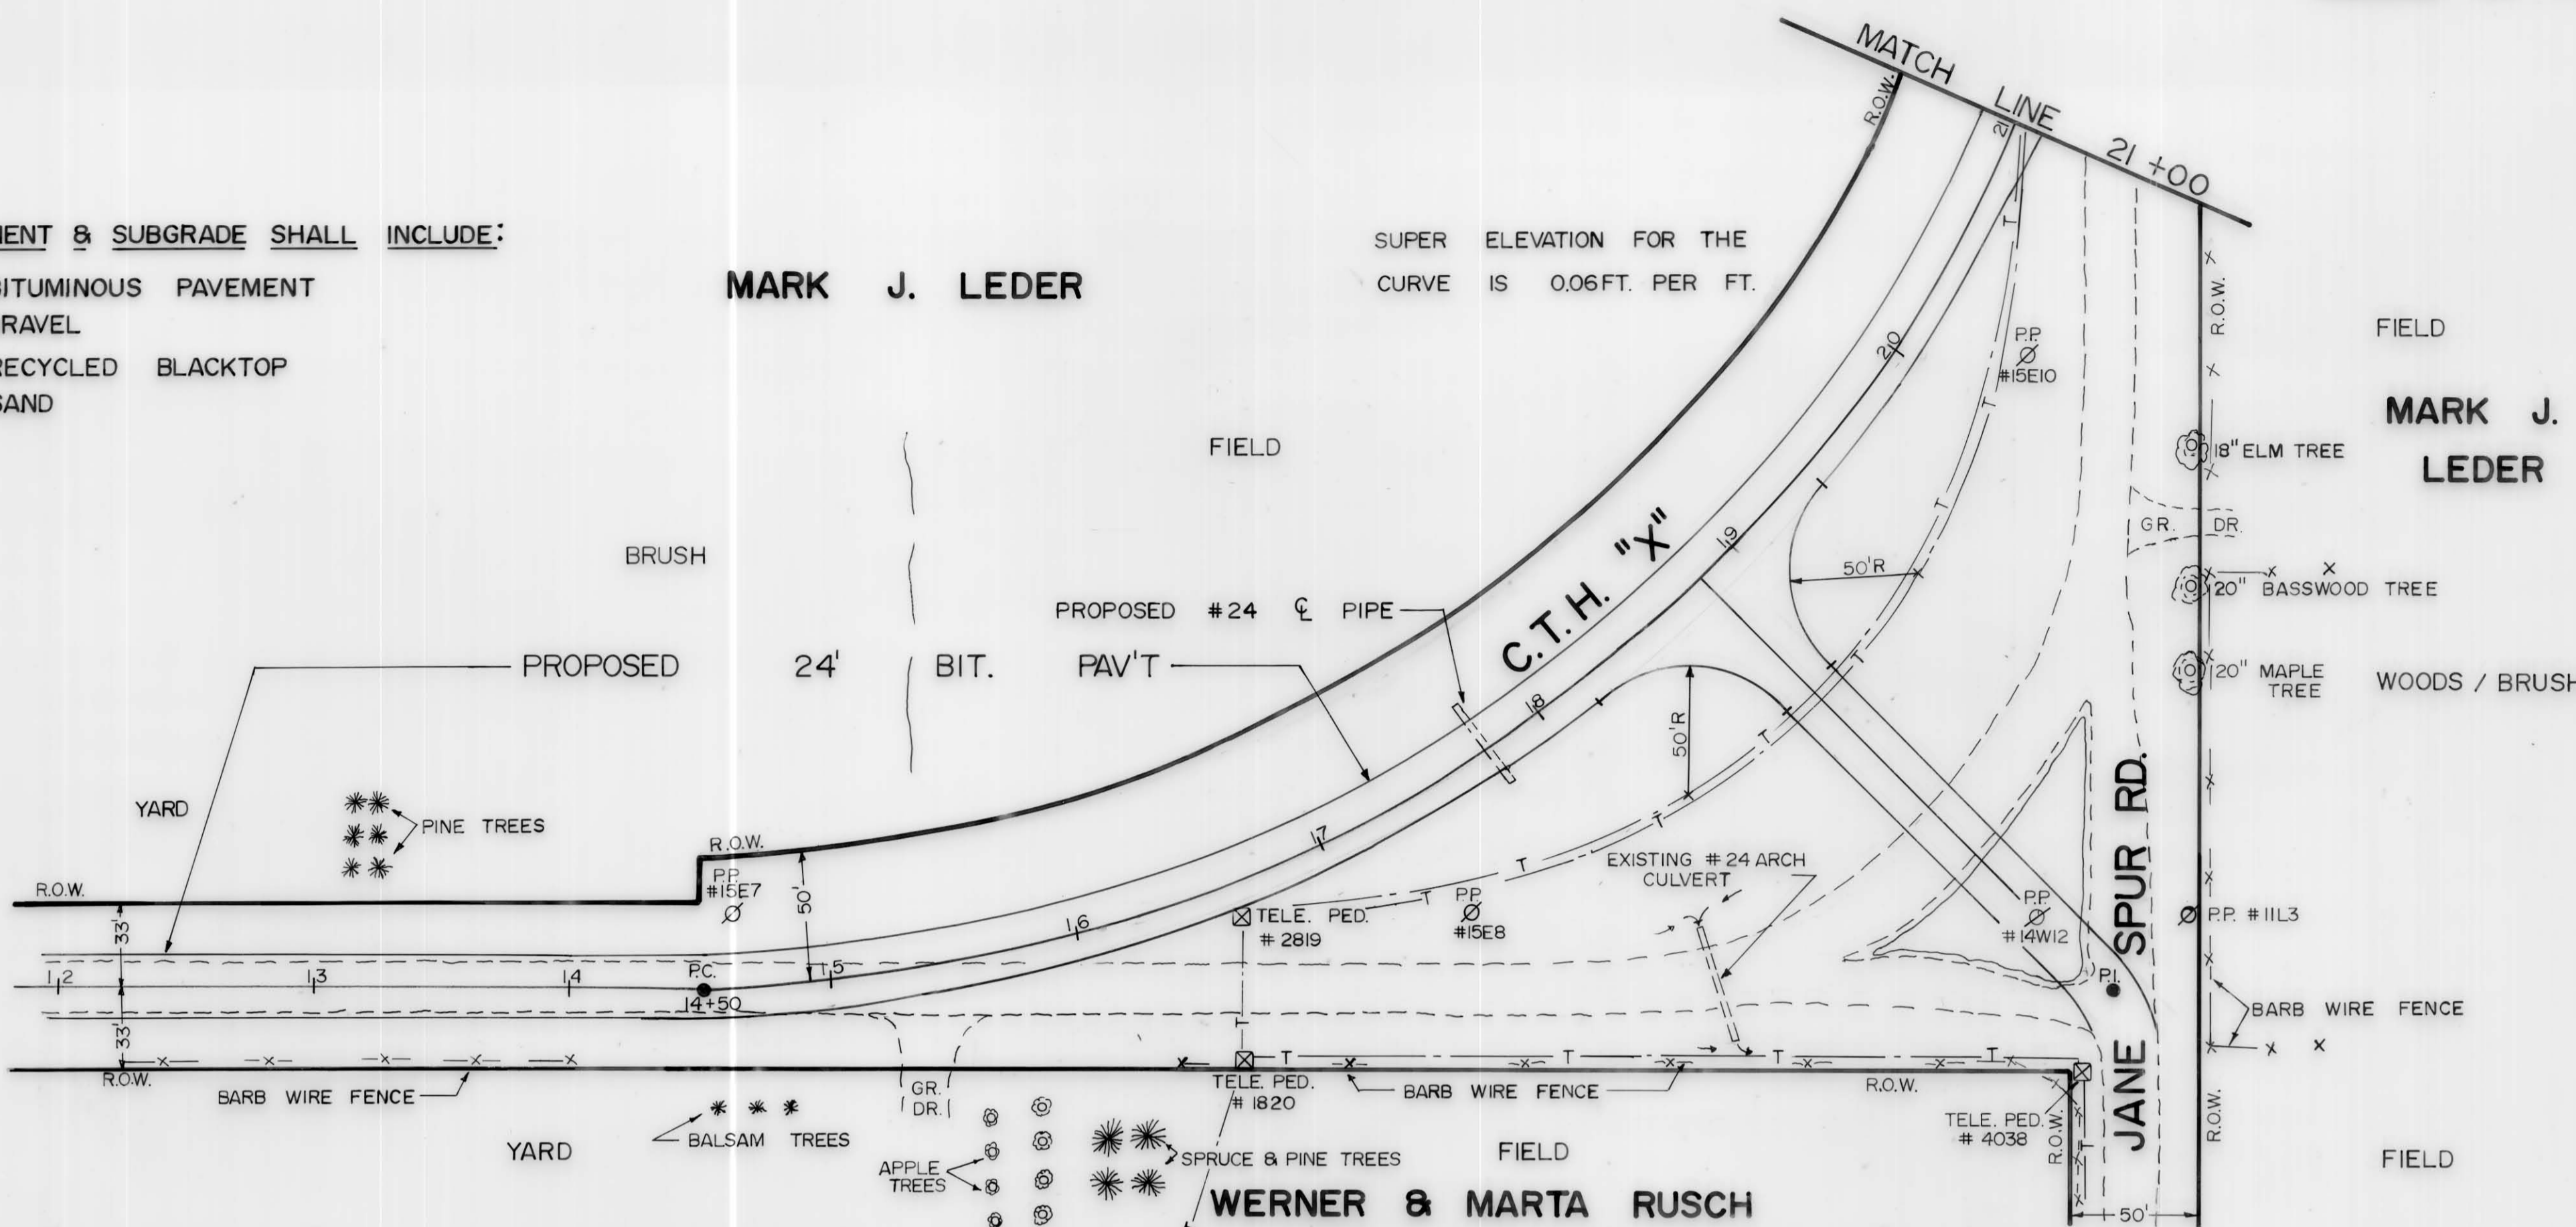 MATCH LINE 21+00
R.O.W.
21
MENT & SUBGRADE SHALL INCLUDE:
BITUMINOUS PAVEMENT
GRAVEL
RECYCLED BLACKTOP
SAND
MARK J. LEDER
SUPER ELEVATION FOR THE
CURVE IS 0.06 FT. PER FT.
T
R.O.W.
FIELD
20
P.P.
#15E10
MARK J.
LEDER
FIELD
18" ELM TREE
T
T
GR. DR.
BRUSH
C.T.H. "X"
19
50'R
20" BASSWOOD TREE
PROPOSED #24 ℄ PIPE
PROPOSED 24' BIT. PAV'T
T
20" MAPLE
TREE
WOODS / BRUSH
18
50'R
T
YARD
PINE TREES
17
T
JANE SPUR RD.
R.O.W.
P.P.
#15E7
50'
EXISTING #24 ARCH
CULVERT
T
R.O.W.
33'
16
TELE. PED.
# 2819
T
P.P.
#15E8
P.P.
#14W12
P.P. #11L3
12
13
14
P.C.
14+50
15
P.I.
33'
T
BARB WIRE FENCE
R.O.W.
BARB WIRE FENCE
GR.
DR.
TELE. PED.
# 1820
T
T
T
T
BARB WIRE FENCE
R.O.W.
BALSAM TREES
YARD
APPLE
TREES
SPRUCE & PINE TREES
FIELD
TELE. PED.
# 4038
R.O.W.
T
R.O.W.
FIELD
WERNER & MARTA RUSCH
50'